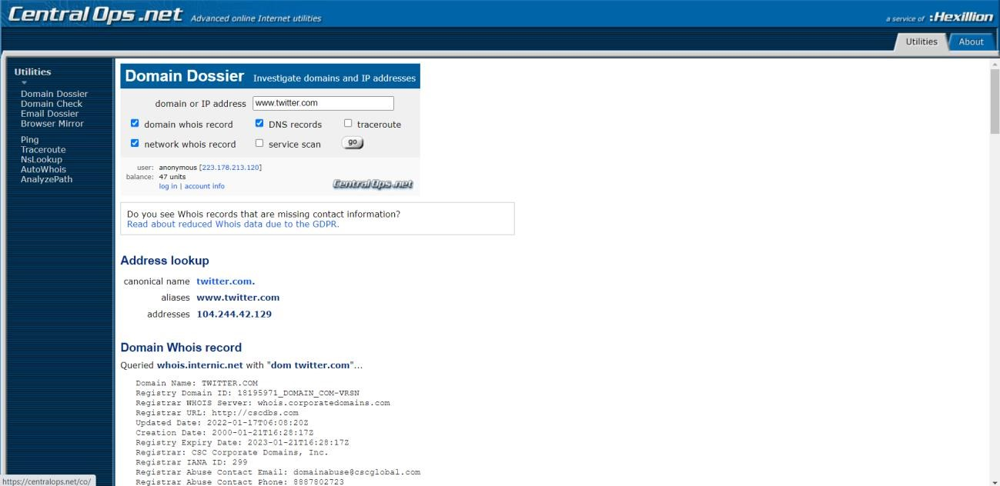 CentralOps.net Advanced online Internet utilities
a service of :Hexillion
Utilities About
Utilities
Domain Dossier
Domain Check
Email Dossier
Browser Mirror
Ping
Traceroute
NsLookup
AutoWhois
AnalyzePath
Domain Dossier Investigate domains and IP addresses
domain or IP address www.twitter.com
domain whois record DNS records traceroute
network whois record service scan go
user: anonymous [223.178.213.120]
balance: 47 units
log in | account info
CentralOps.net
Do you see Whois records that are missing contact information?
Read about reduced Whois data due to the GDPR.
Address lookup
canonical name twitter.com.
aliases www.twitter.com
addresses 104.244.42.129
Domain Whois record
Queried whois.internic.net with "dom twitter.com"...
Domain Name: TWITTER.COM
Registry Domain ID: 18195971_DOMAIN_COM-VRSN
Registrar WHOIS Server: whois.corporatedomains.com
Registrar URL: http://cscdbs.com
Updated Date: 2022-01-17T06:08:20Z
Creation Date: 2000-01-21T16:28:17Z
Registry Expiry Date: 2023-01-21T16:28:17Z
Registrar: CSC Corporate Domains, Inc.
Registrar IANA ID: 299
Registrar Abuse Contact Email: domainabuse@cscglobal.com
Registrar Abuse Contact Phone: 8887802723
https://centralops.net/co/